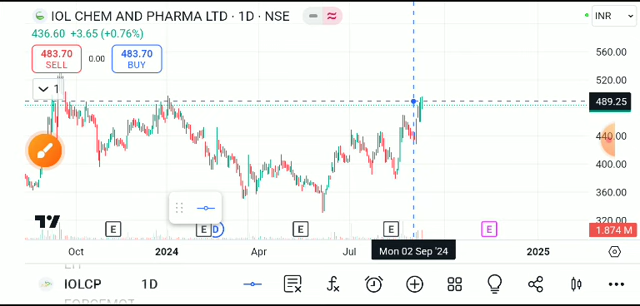 IOL CHEM AND PHARMA LTD · 1D · NSE
INR
436.60 +3.65 (+0.76%)
483.70
SELL
0.00
483.70
BUY
1
560.00
520.00
489.25
440.00
400.00
360.00
320.00
1.874 M
E E D E E E
Oct 2024 Apr Jul Mon 02 Sep '24 2025
IOLCP 1D